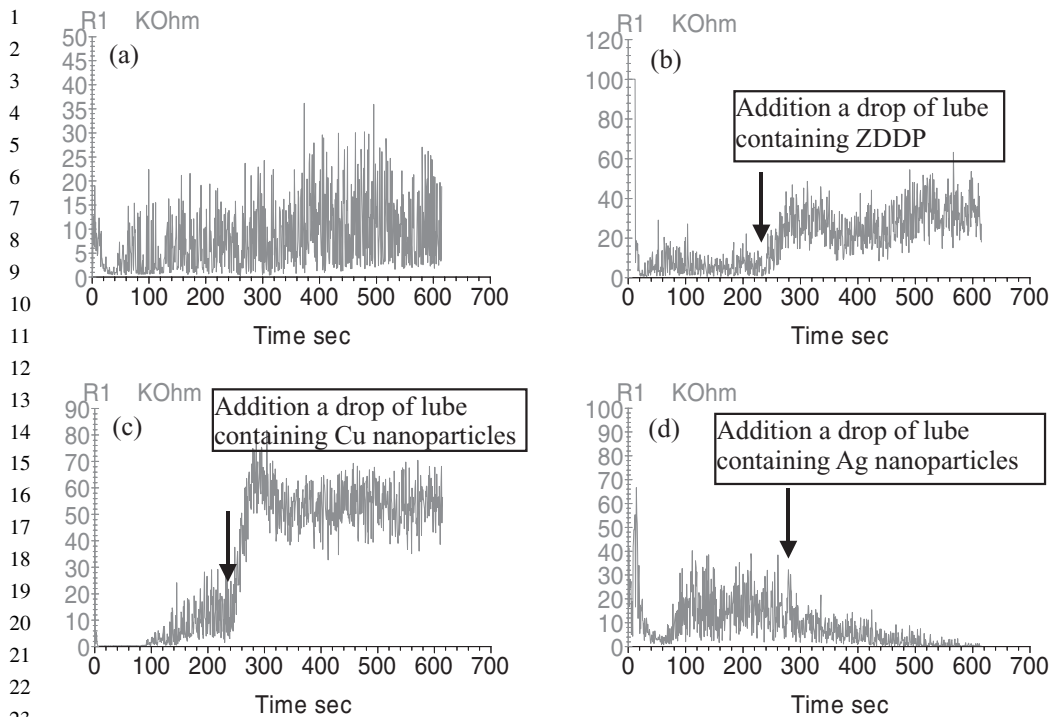 1
2
3
4
5
6
7
8
9
10
11
12
13
14
15
16
17
18
19
20
21
22
R1 KOhm
(a)
50
45
40
35
30
25
20
15
10
5
0
0 100 200 300 400 500 600 700
Time sec
R1 KOhm
(b)
120
100
80
60
40
20
0
Addition a drop of lube
containing ZDDP
0 100 200 300 400 500 600 700
Time sec
R1 KOhm
(c)
90
80
70
60
50
40
30
20
10
0
Addition a drop of lube
containing Cu nanoparticles
0 100 200 300 400 500 600 700
Time sec
R1 KOhm
(d)
100
90
80
70
60
50
40
30
20
10
0
Addition a drop of lube
containing Ag nanoparticles
0 100 200 300 400 500 600 700
Time sec